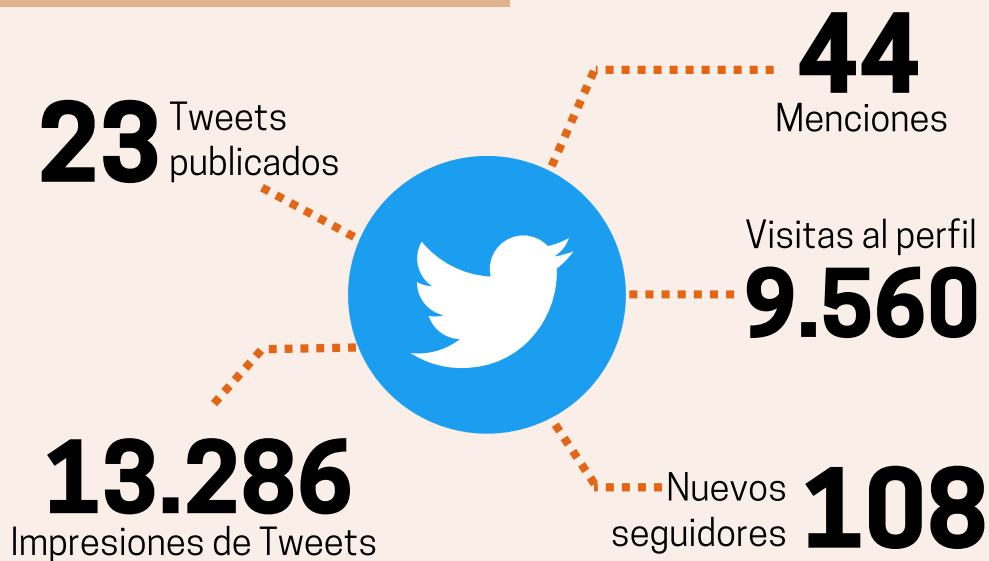 44
Menciones
23
Tweets
publicados
Visitas al perfil
9.560
13.286
Impresiones de Tweets
Nuevos
seguidores
108